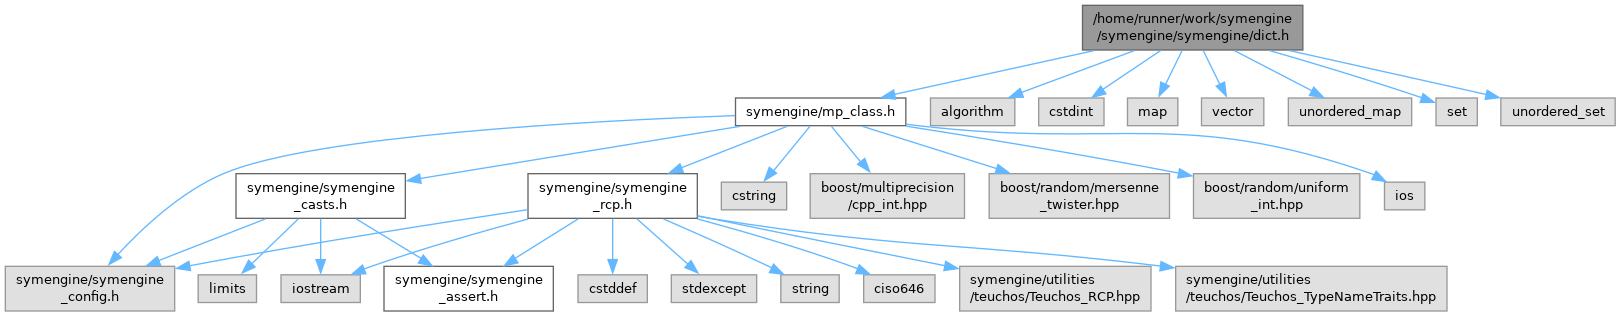 /home/runner/work/symengine
/symengine/symengine/dict.h
symengine/mp_class.h
algorithm
cstdint
map
vector
unordered_map
set
unordered_set
symengine/symengine
_casts.h
symengine/symengine
_rcp.h
cstring
boost/multiprecision
/cpp_int.hpp
boost/random/mersenne
_twister.hpp
boost/random/uniform
_int.hpp
ios
symengine/symengine
_config.h
limits
iostream
symengine/symengine
_assert.h
cstddef
stdexcept
string
ciso646
symengine/utilities
/teuchos/Teuchos_RCP.hpp
symengine/utilities
/teuchos/Teuchos_TypeNameTraits.hpp